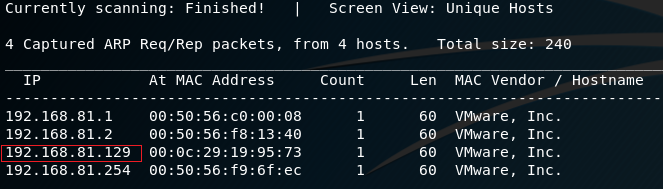 Currently scanning: Finished!   |   Screen View: Unique Hosts
4 Captured ARP Req/Rep packets, from 4 hosts.   Total size: 240
_____________________________________________________________________________
IP            At MAC Address     Count     Len  MAC Vendor / Hostname
-----------------------------------------------------------------------------
192.168.81.1    00:50:56:c0:00:08      1      60  VMware, Inc.
192.168.81.2    00:50:56:f8:13:40      1      60  VMware, Inc.
192.168.81.129  00:0c:29:19:95:73      1      60  VMware, Inc.
192.168.81.254  00:50:56:f9:6f:ec      1      60  VMware, Inc.